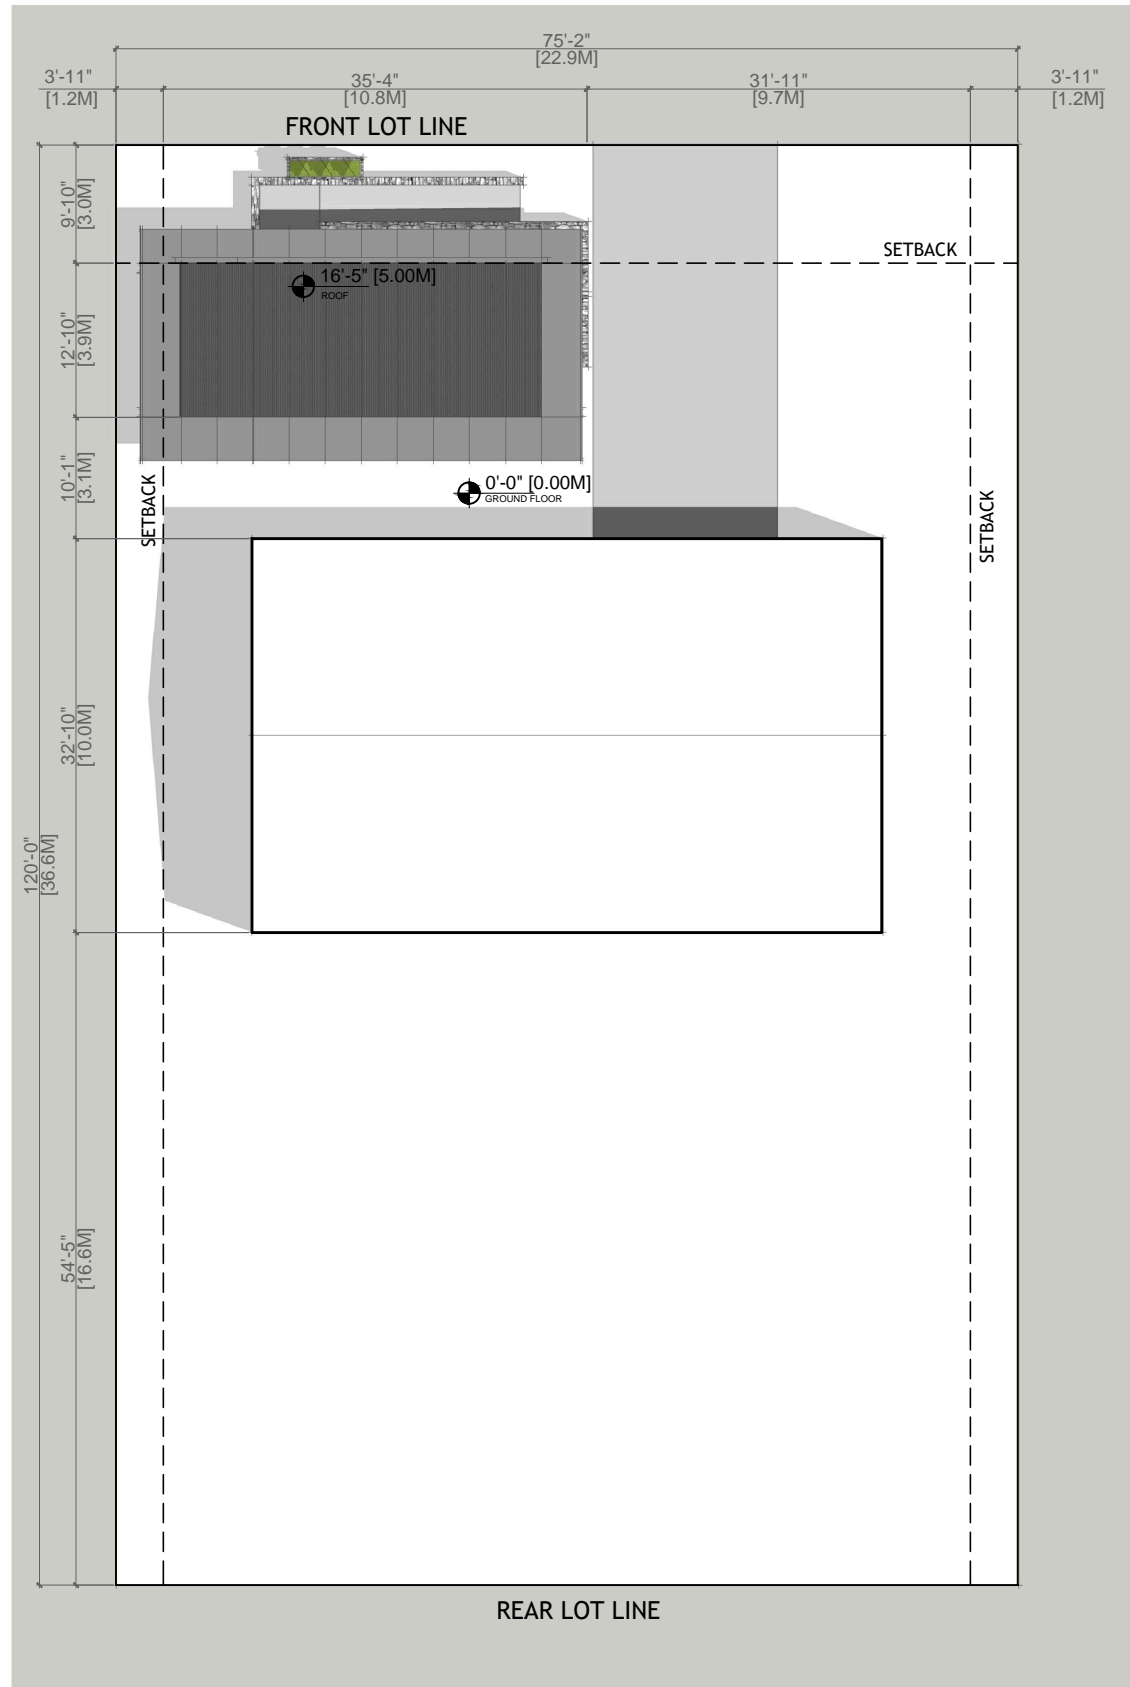 75'-2"
[22.9M]
3'-11"
[1.2M]
35'-4"
[10.8M]
31'-11"
[9.7M]
3'-11"
[1.2M]
FRONT LOT LINE
9'-10"
[3.0M]
SETBACK
16'-5" [5.00M]
ROOF
12'-10"
[3.9M]
10'-1"
[3.1M]
SETBACK
0'-0" [0.00M]
GROUND FLOOR
SETBACK
32'-10"
[10.0M]
120'-0"
[36.6M]
54'-5"
[16.6M]
REAR LOT LINE